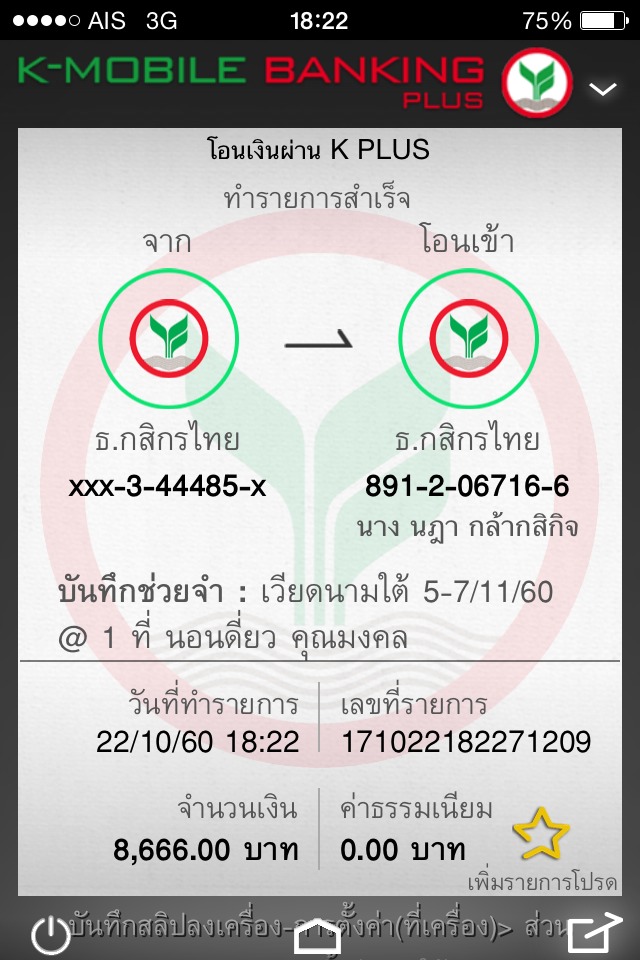 AIS 3G 18:22 75%
K-MOBILE BANKING
PLUS
โอนเงินผ่าน K PLUS
ทำรายการสำเร็จ
จาก โอนเข้า
ธ.กสิกรไทย ธ.กสิกรไทย
xxx-3-44485-x 891-2-06716-6
นาง นฎา กล้ากสิกิจ
บันทึกช่วยจำ : เวียดนามใต้ 5-7/11/60
@ 1 ที่ นอนดี่ยว คุณมงคล
วันที่ทำรายการ เลขที่รายการ
22/10/60 18:22 171022182271209
จำนวนเงิน ค่าธรรมเนียม
8,666.00 บาท 0.00 บาท
เพิ่มรายการโปรด
บันทึกสลิปลงเครื่อง-การตั้งค่า(ที่เครื่อง)> ส่วน